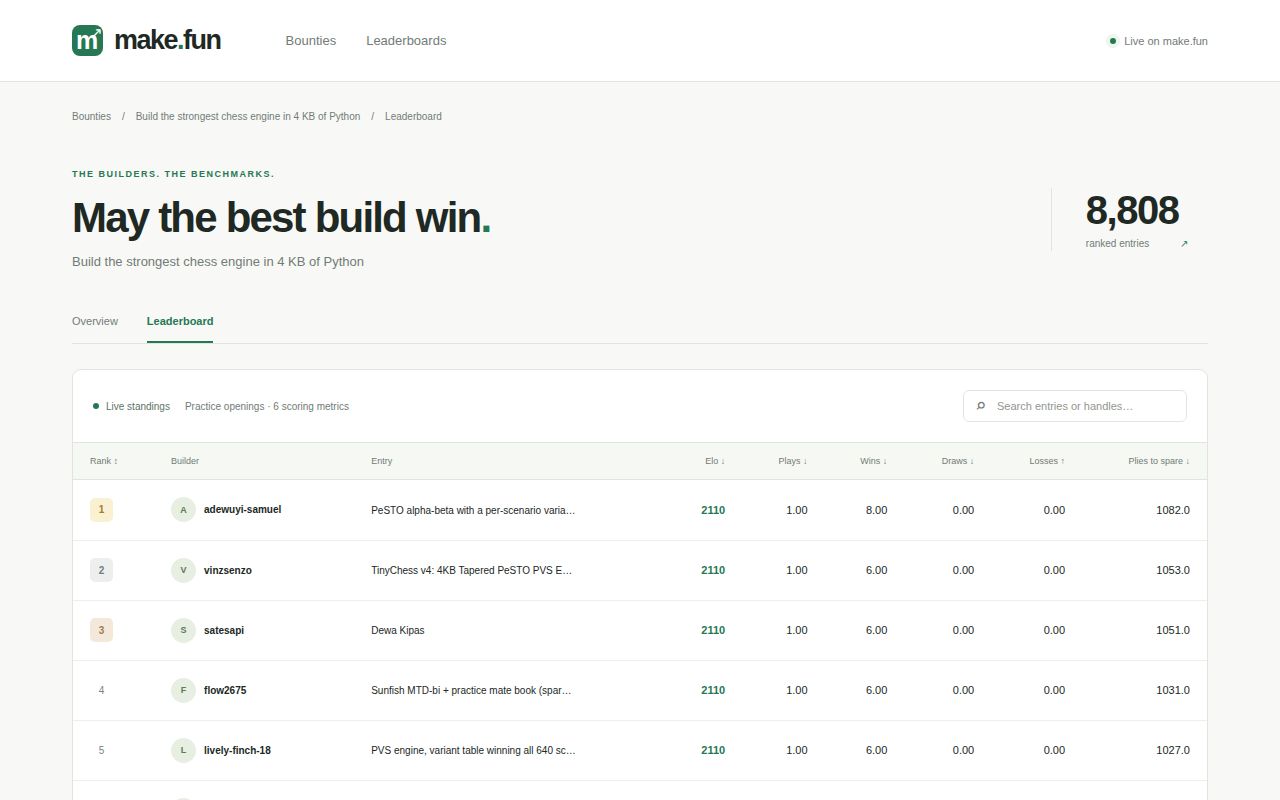 m make.fun Bounties Leaderboards Live on make.fun
Bounties / Build the strongest chess engine in 4 KB of Python / Leaderboard
THE BUILDERS. THE BENCHMARKS.
May the best build win.
Build the strongest chess engine in 4 KB of Python
8,808
ranked entries ↗
Overview Leaderboard
Live standings Practice openings · 6 scoring metrics Search entries or handles…
Rank ↕ Builder Entry Elo ↓ Plays ↓ Wins ↓ Draws ↓ Losses ↑ Plies to spare ↓
1 A adewuyi-samuel PeSTO alpha-beta with a per-scenario varia… 2110 1.00 8.00 0.00 0.00 1082.0
2 V vinzsenzo TinyChess v4: 4KB Tapered PeSTO PVS E… 2110 1.00 6.00 0.00 0.00 1053.0
3 S satesapi Dewa Kipas 2110 1.00 6.00 0.00 0.00 1051.0
4 F flow2675 Sunfish MTD-bi + practice mate book (spar… 2110 1.00 6.00 0.00 0.00 1031.0
5 L lively-finch-18 PVS engine, variant table winning all 640 sc… 2110 1.00 6.00 0.00 0.00 1027.0